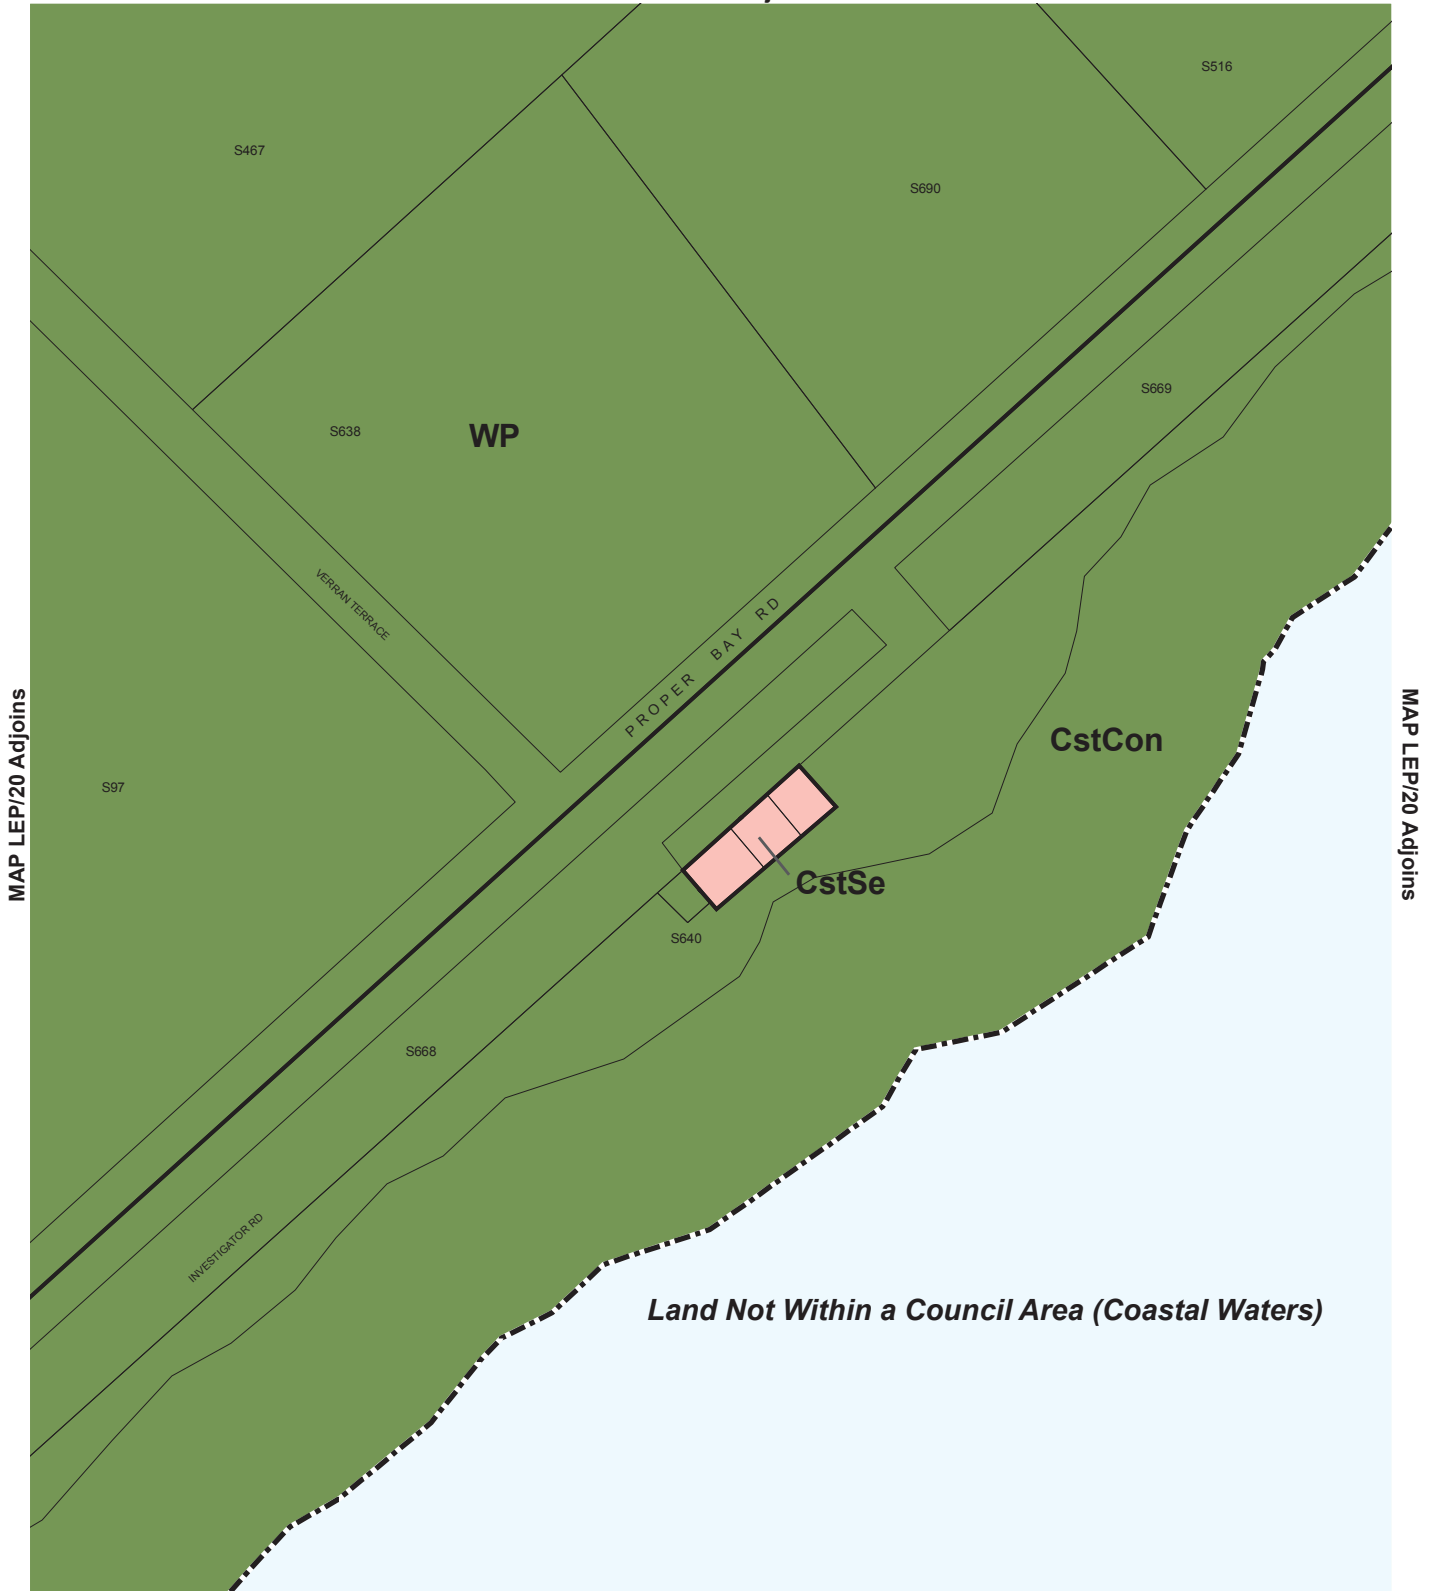 S516
S467
S690
S669
S638
WP
VERRAN TERRACE
PROPER BAY RD
MAP LEP/20 Adjoins
MAP LEP/20 Adjoins
CstCon
S97
CstSe
S640
S668
INVESTIGATOR RD
Land Not Within a Council Area (Coastal Waters)